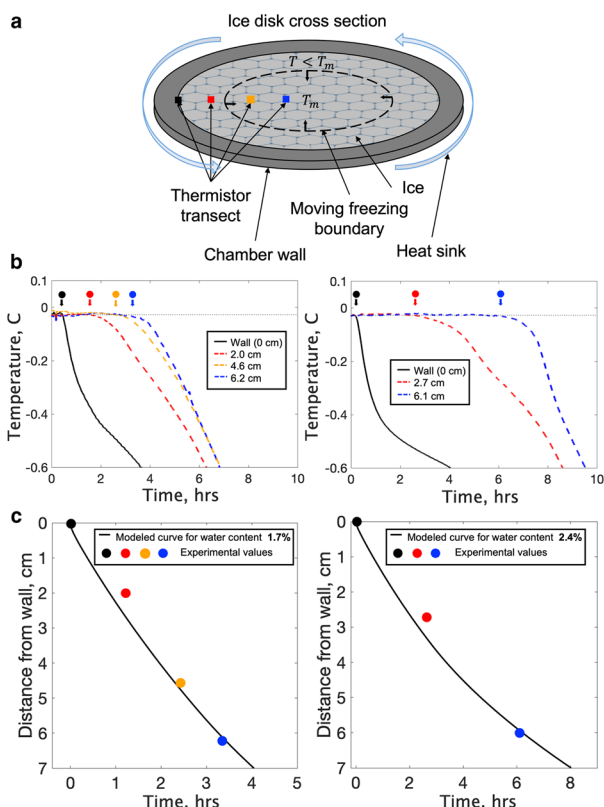 a
Ice disk cross section
T < Tm
Tm
Thermistor
transect
Ice
Moving freezing
boundary
Chamber wall
Heat sink
b
0.1
0
-0.2
-0.4
-0.6
Temperature, C
Wall (0 cm)
2.0 cm
4.6 cm
6.2 cm
0 2 4 6 8 10
Time, hrs
0.1
0
-0.2
-0.4
-0.6
Temperature, C
Wall (0 cm)
2.7 cm
6.1 cm
0 2 4 6 8 10
Time, hrs
c
0
1
2
3
4
5
6
7
Distance from wall, cm
Modeled curve for water content 1.7%
Experimental values
0 1 2 3 4 5
Time, hrs
0
1
2
3
4
5
6
7
Distance from wall, cm
Modeled curve for water content 2.4%
Experimental values
0 2 4 6 8
Time, hrs